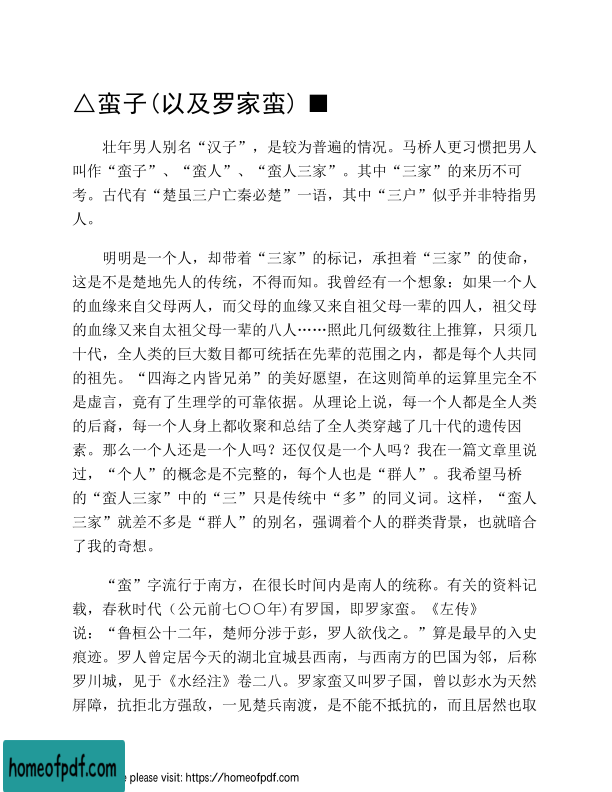 △蛮子(以及罗家蛮) ■
壮年男人别名“汉子”，是较为普遍的情况。马桥人更习惯把男人
叫作“蛮子”、“蛮人”、“蛮人三家”。其中“三家”的来历不可
考。古代有“楚虽三户亡秦必楚”一语，其中“三户”似乎并非特指男
人。
明明是一个人，却带着“三家”的标记，承担着“三家”的使命，
这是不是楚地先人的传统，不得而知。我曾经有一个想象：如果一个人
的血缘来自父母两人，而父母的血缘又来自祖父母一辈的四人，祖父母
的血缘又来自太祖父母一辈的八人……照此几何级数往上推算，只须几
十代，全人类的巨大数目都可统括在先辈的范围之内，都是每个人共同
的祖先。“四海之内皆兄弟”的美好愿望，在这则简单的运算里完全不
是虚言，竟有了生理学的可靠依据。从理论上说，每一个人都是全人类
的后裔，每一个人身上都收聚和总结了全人类穿越了几十代的遗传因
素。那么一个人还是一个人吗？还仅仅是一个人吗？我在一篇文章里说
过，“个人”的概念是不完整的，每个人也是“群人”。我希望马桥
的“蛮人三家”中的“三”只是传统中“多”的同义词。这样，“蛮人
三家”就差不多是“群人”的别名，强调着个人的群类背景，也就暗合
了我的奇想。
“蛮”字流行于南方，在很长时间内是南人的统称。有关的资料记
载，春秋时代（公元前七〇〇年)有罗国，即罗家蛮。《左传》
说：“鲁桓公十二年，楚师分涉于彭，罗人欲伐之。”算是最早的入史
痕迹。罗人曾定居今天的湖北宜城县西南，与西南方的巴国为邻，后称
罗川城，见于《水经注》卷二八。罗家蛮又叫罗子国，曾以彭水为天然
屏障，抗拒北方强敌，一见楚兵南渡，是不能不抵抗的，而且居然也取
homeofpdf.com
e please visit: https://homeofpdf.com